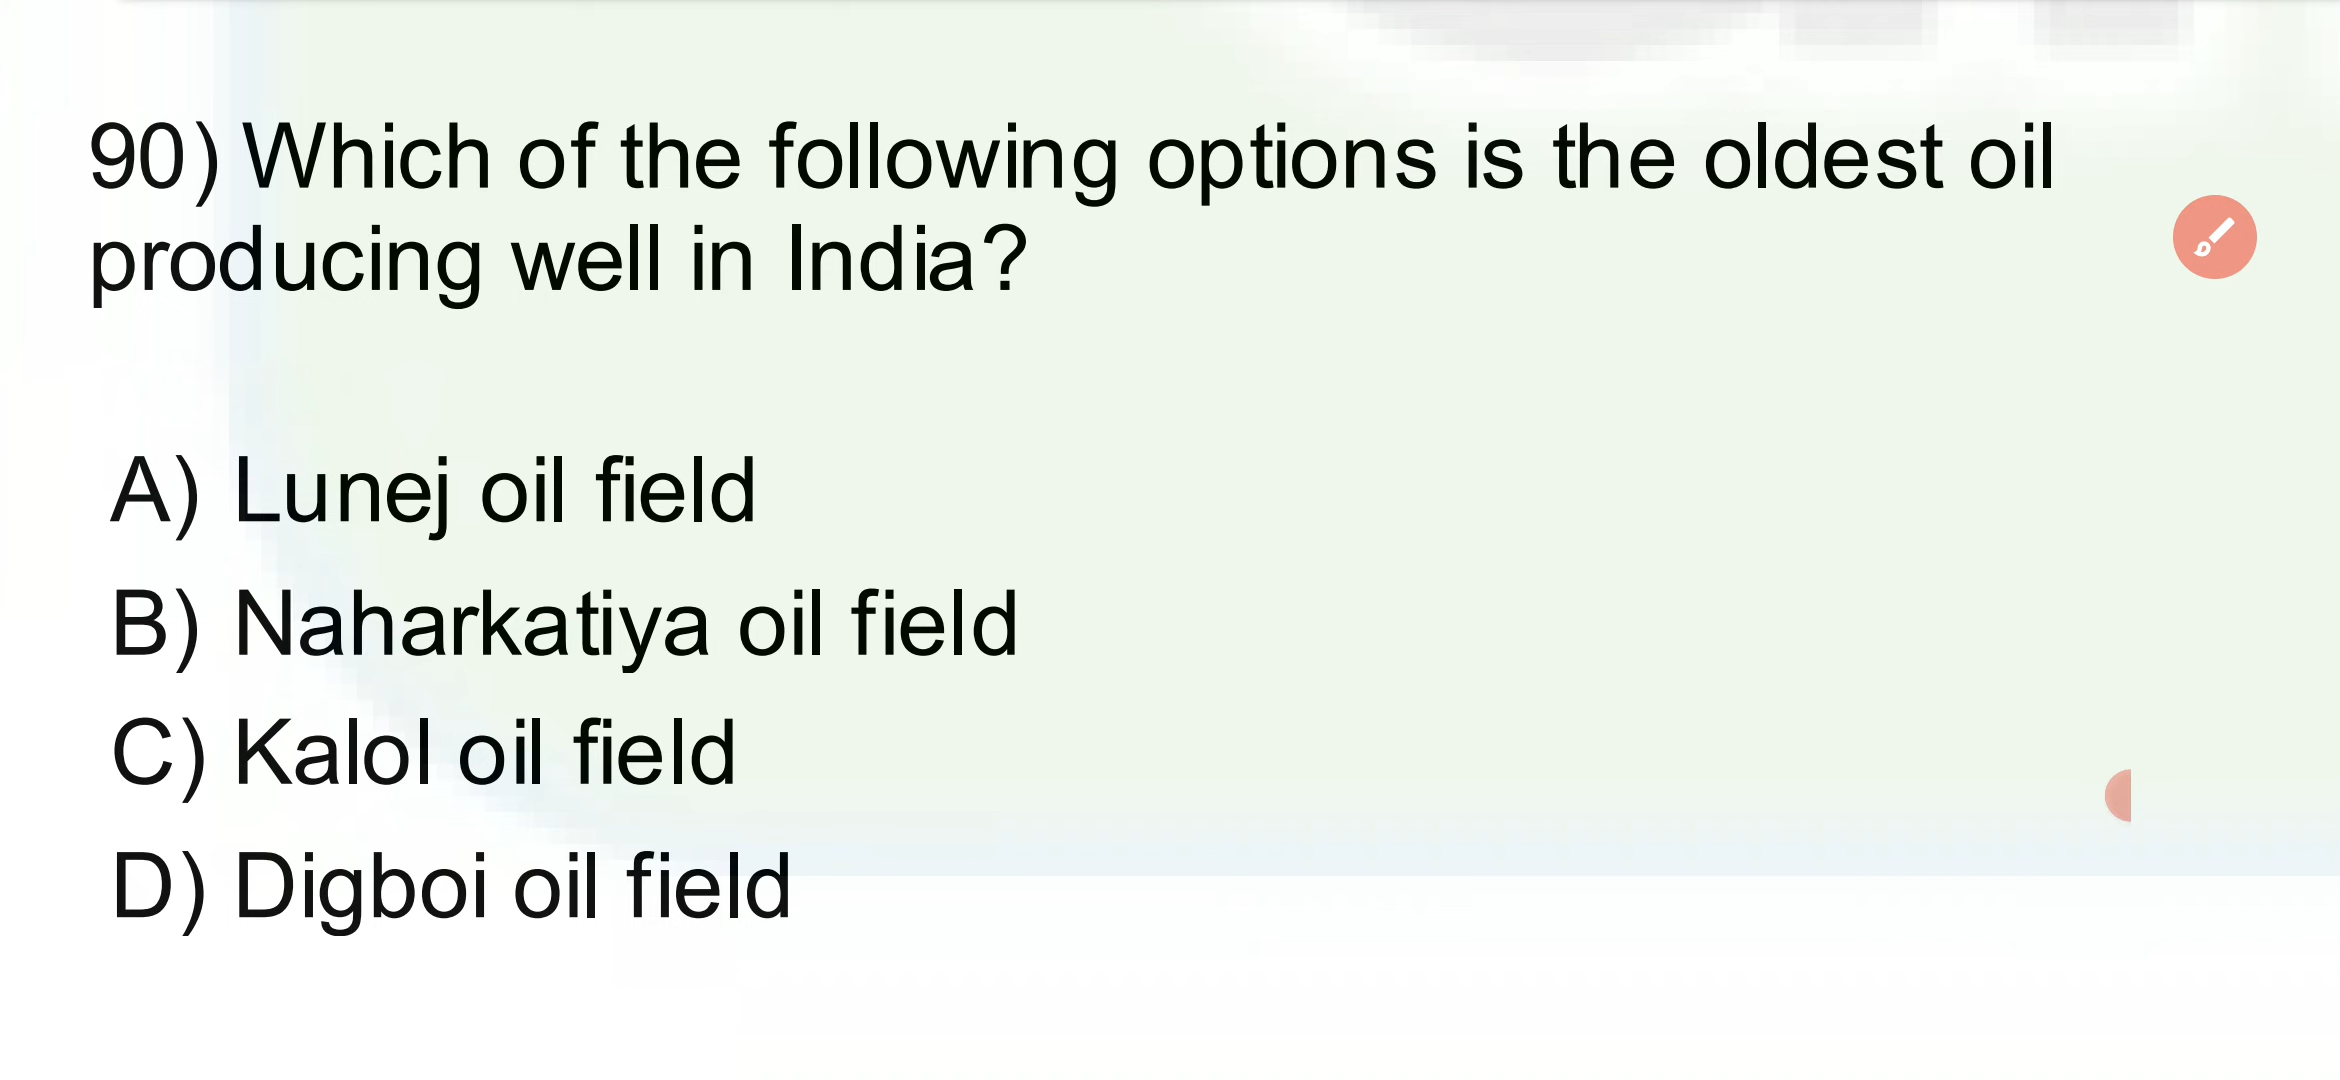 90) Which of the following options is the oldest oil
producing well in India?
A) Lunej oil field
B) Naharkatiya oil field
C) Kalol oil field
D) Digboi oil field